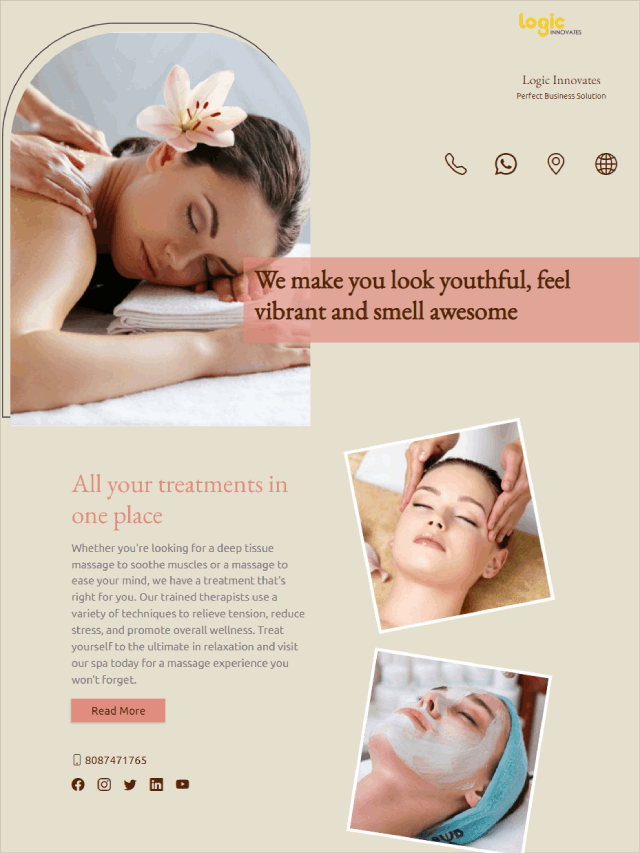 Logic
INNOVATES
Logic Innovates
Perfect Business Solution
We make you look youthful, feel
vibrant and smell awesome
All your treatments in
one place
Whether you're looking for a deep tissue
massage to soothe muscles or a massage to
ease your mind, we have a treatment that's
right for you. Our trained therapists use a
variety of techniques to relieve tension, reduce
stress, and promote overall wellness. Treat
yourself to the ultimate in relaxation and visit
our spa today for a massage experience you
won't forget.
Read More
8087471765